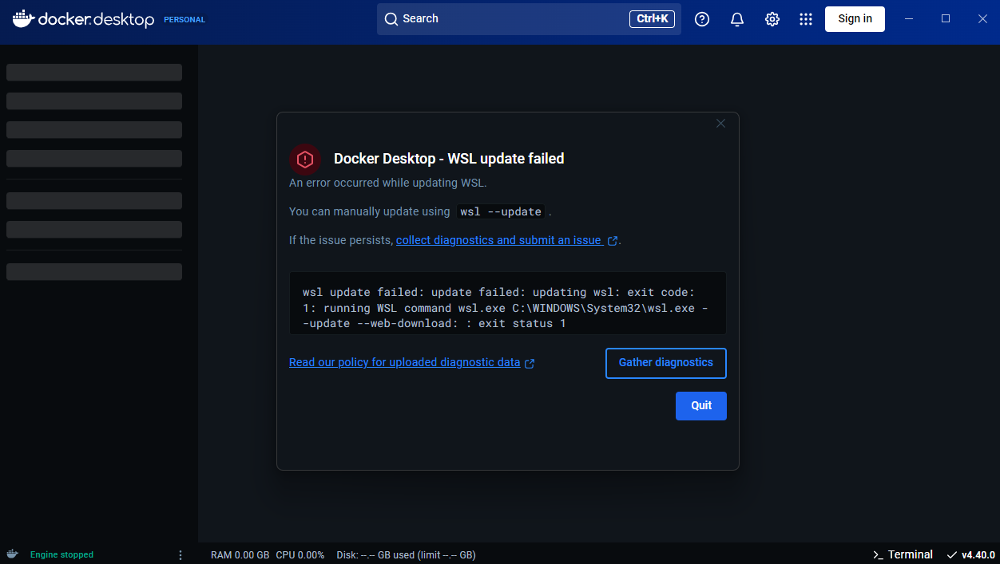 docker.desktop PERSONAL
Search Ctrl+K
Sign in
Docker Desktop - WSL update failed
An error occurred while updating WSL.
You can manually update using wsl --update .
If the issue persists, collect diagnostics and submit an issue .
wsl update failed: update failed: updating wsl: exit code:
1: running WSL command wsl.exe C:\WINDOWS\System32\wsl.exe -
-update --web-download: : exit status 1
Read our policy for uploaded diagnostic data
Gather diagnostics
Quit
Engine stopped
RAM 0.00 GB CPU 0.00% Disk: --.-- GB used (limit --.-- GB)
>_ Terminal
v4.40.0